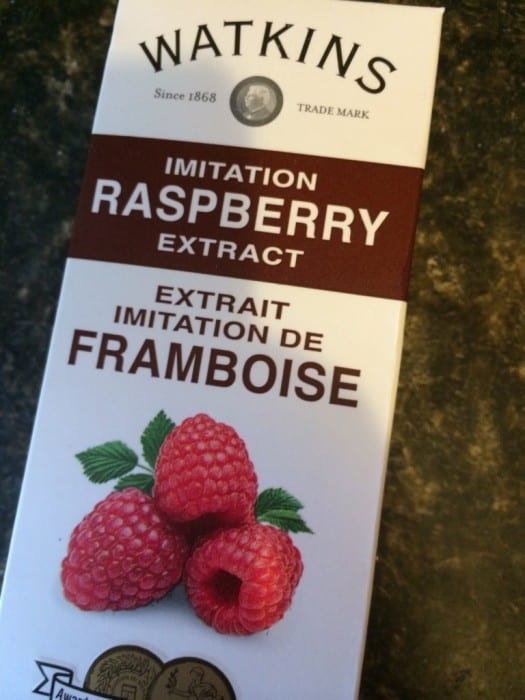 WATKINS
Since 1868
TRADE MARK
IMITATION
RASPBERRY
EXTRACT
EXTRAIT
IMITATION DE
FRAMBOISE